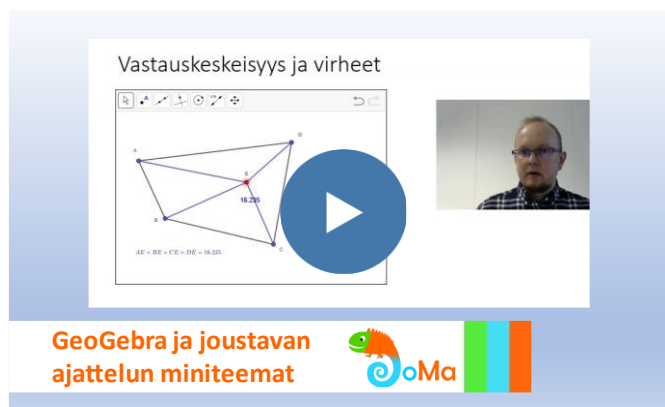 Vastauskeskeisyys ja virheet
A
D
A
E
16.235
B
C
AE + BE + CE + DE = 16.235
GeoGebra ja joustavan
ajattelun miniteemat
JoMa